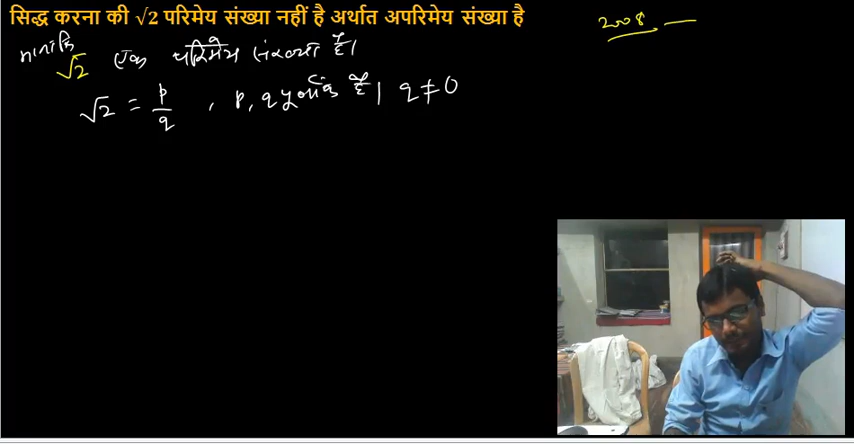 सिद्ध करना की √2 परिमेय संख्या नहीं है अर्थात अपरिमेय संख्या है
2008 —
माना कि
√2 एक परिमेय संख्या है।
√2 = p/q , p, q पूर्णांक है। q ≠ 0